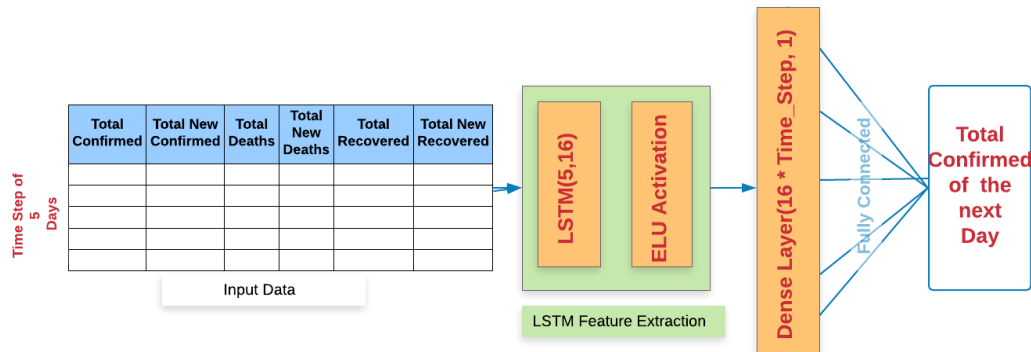 Time Step of
5
Days
Total
Confirmed
Total New
Confirmed
Total
Deaths
Total
New
Deaths
Total
Recovered
Total New
Recovered
Input Data
LSTM(5,16)
ELU Activation
LSTM Feature Extraction
Dense Layer(16 * Time_Step, 1)
Fully Connected
Total
Confirmed
of the
next
Day